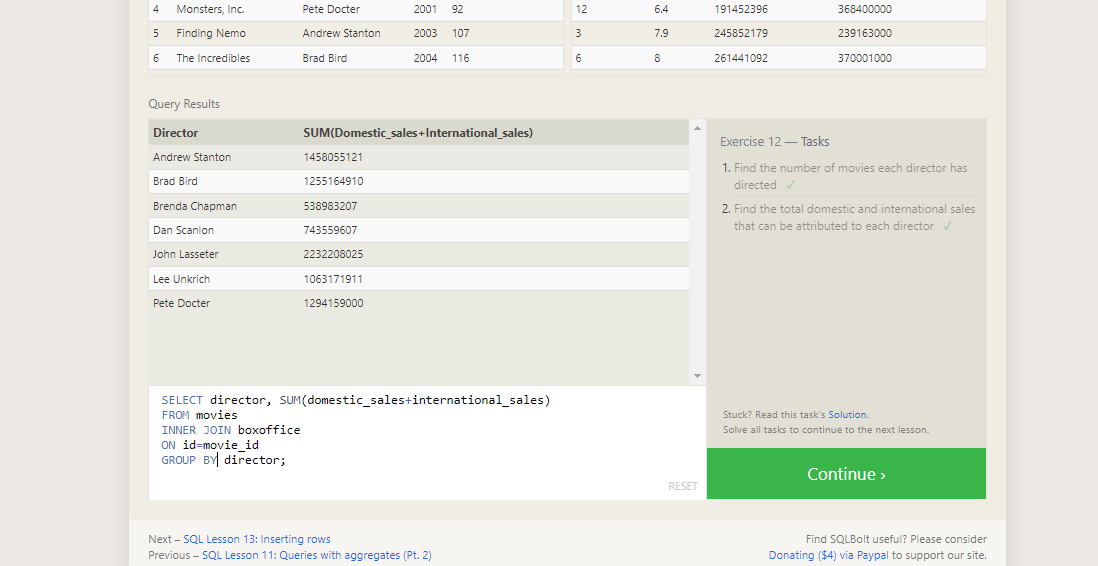 4 Monsters, Inc. Pete Docter 2001 92 12 6.4 191452396 368400000
5 Finding Nemo Andrew Stanton 2003 107 3 7.9 245852179 239163000
6 The Incredibles Brad Bird 2004 116 6 8 261441092 370001000
Query Results
Director SUM(Domestic_sales+International_sales)
Andrew Stanton 1458055121
Brad Bird 1255164910
Brenda Chapman 538983207
Dan Scanlon 743559607
John Lasseter 2232208025
Lee Unkrich 1063171911
Pete Docter 1294159000
SELECT director, SUM(domestic_sales+international_sales)
FROM movies
INNER JOIN boxoffice
ON id=movie_id
GROUP BY director;
RESET
Exercise 12 — Tasks
1. Find the number of movies each director has
directed ✓
2. Find the total domestic and international sales
that can be attributed to each director ✓
Stuck? Read this task's Solution.
Solve all tasks to continue to the next lesson.
Continue ›
Next – SQL Lesson 13: Inserting rows
Previous – SQL Lesson 11: Queries with aggregates (Pt. 2)
Find SQLBolt useful? Please consider
Donating ($4) via Paypal to support our site.